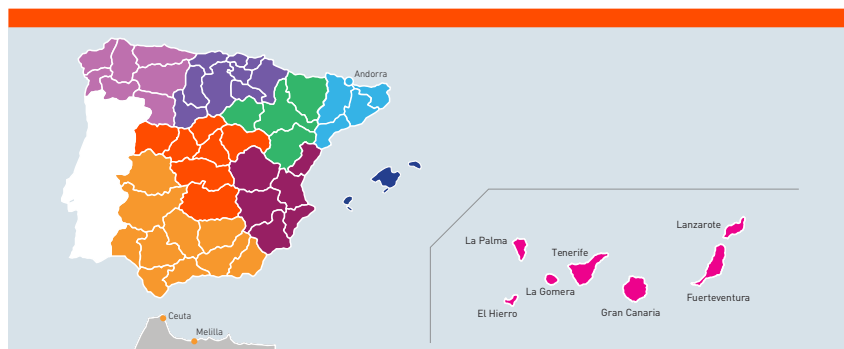 Andorra
La Palma
Tenerife
Lanzarote
La Gomera
El Hierro
Gran Canaria
Fuerteventura
Ceuta
Melilla